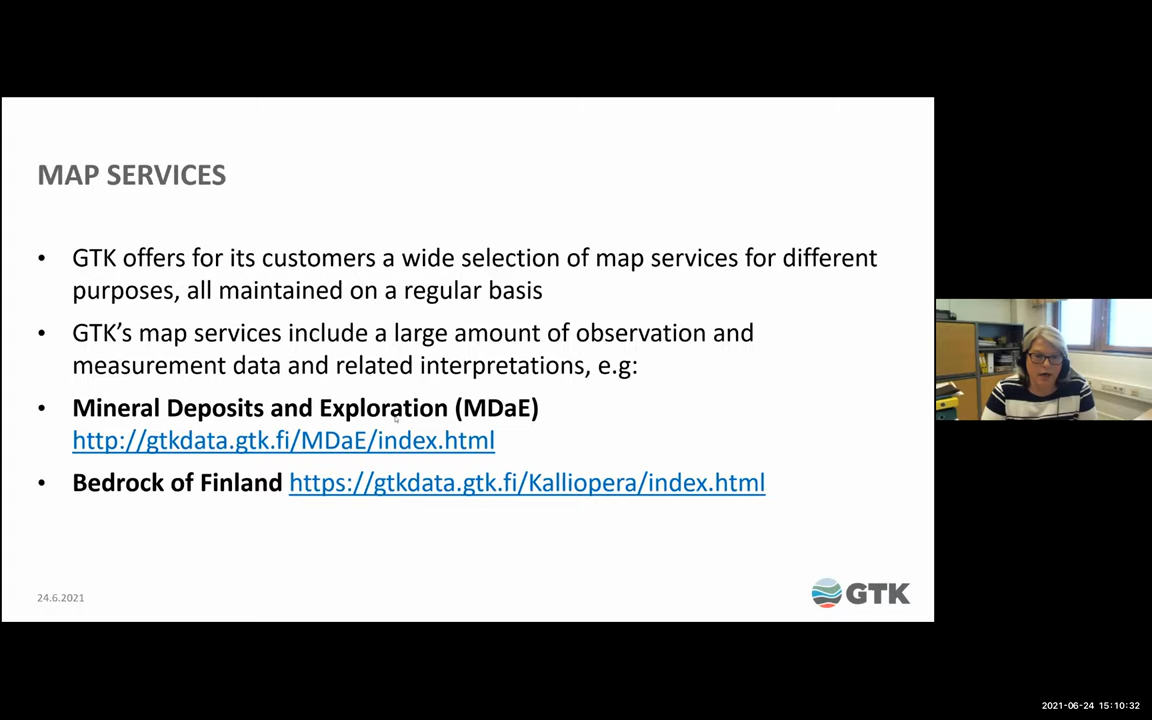 MAP SERVICES
• GTK offers for its customers a wide selection of map services for different
purposes, all maintained on a regular basis
• GTK’s map services include a large amount of observation and
measurement data and related interpretations, e.g:
• Mineral Deposits and Exploration (MDaE)
http://gtkdata.gtk.fi/MDaE/index.html
• Bedrock of Finland https://gtkdata.gtk.fi/Kalliopera/index.html
24.6.2021
GTK
2021-06-24 15:10:32